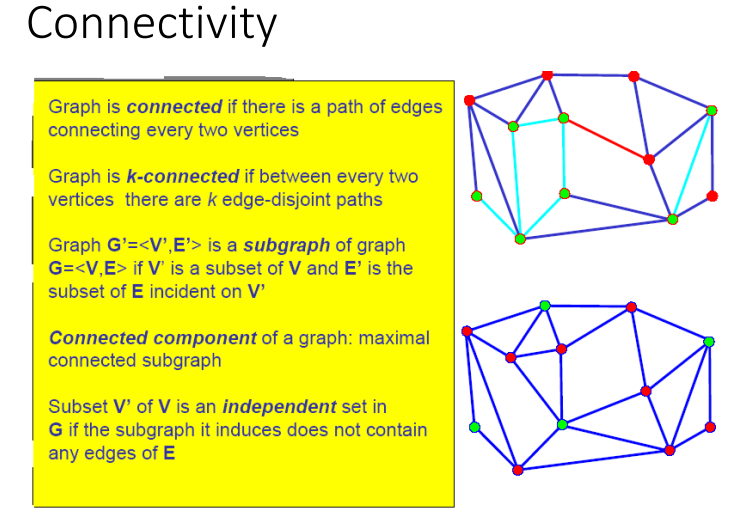 Connectivity
Graph is connected if there is a path of edges
connecting every two vertices
Graph is k-connected if between every two
vertices there are k edge-disjoint paths
Graph G’=<V’,E’> is a subgraph of graph
G=<V,E> if V’ is a subset of V and E’ is the
subset of E incident on V’
Connected component of a graph: maximal
connected subgraph
Subset V’ of V is an independent set in
G if the subgraph it induces does not contain
any edges of E